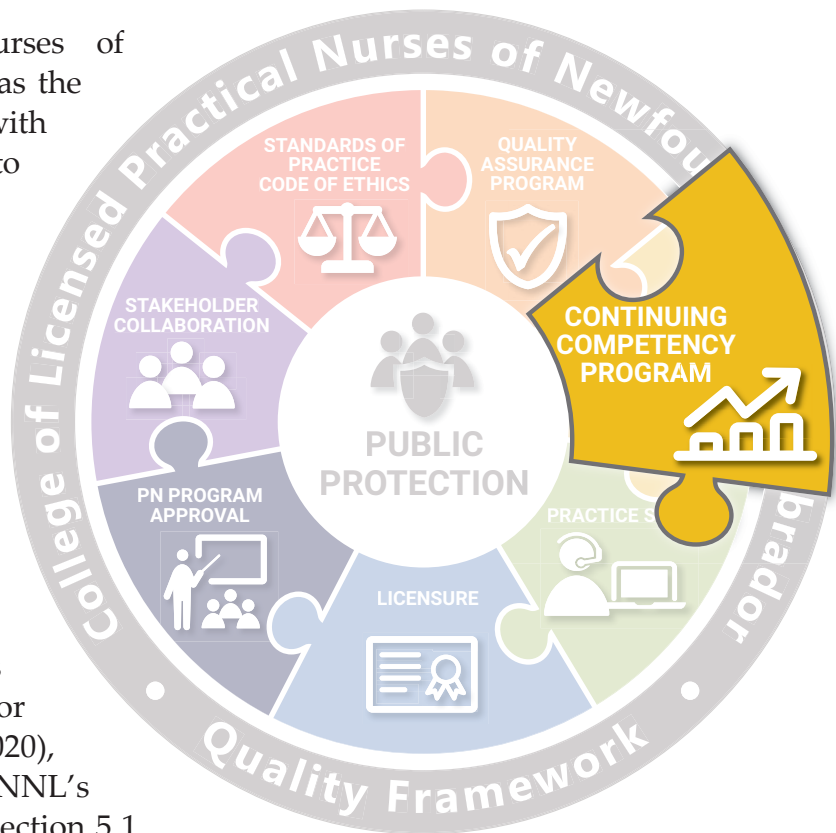 urses of
as the
with
to
College of Licensed Practical Nurses of Newfou
brador
STANDARDS OF
PRACTICE
CODE OF ETHICS
QUALITY
ASSURANCE
PROGRAM
CONTINUING
COMPETENCY
PROGRAM
STAKEHOLDER
COLLABORATION
PUBLIC
PROTECTION
PN PROGRAM
APPROVAL
PRACTICE S
LICENSURE
• Quality Framework •
or
020),
NNL's
ection 5.1